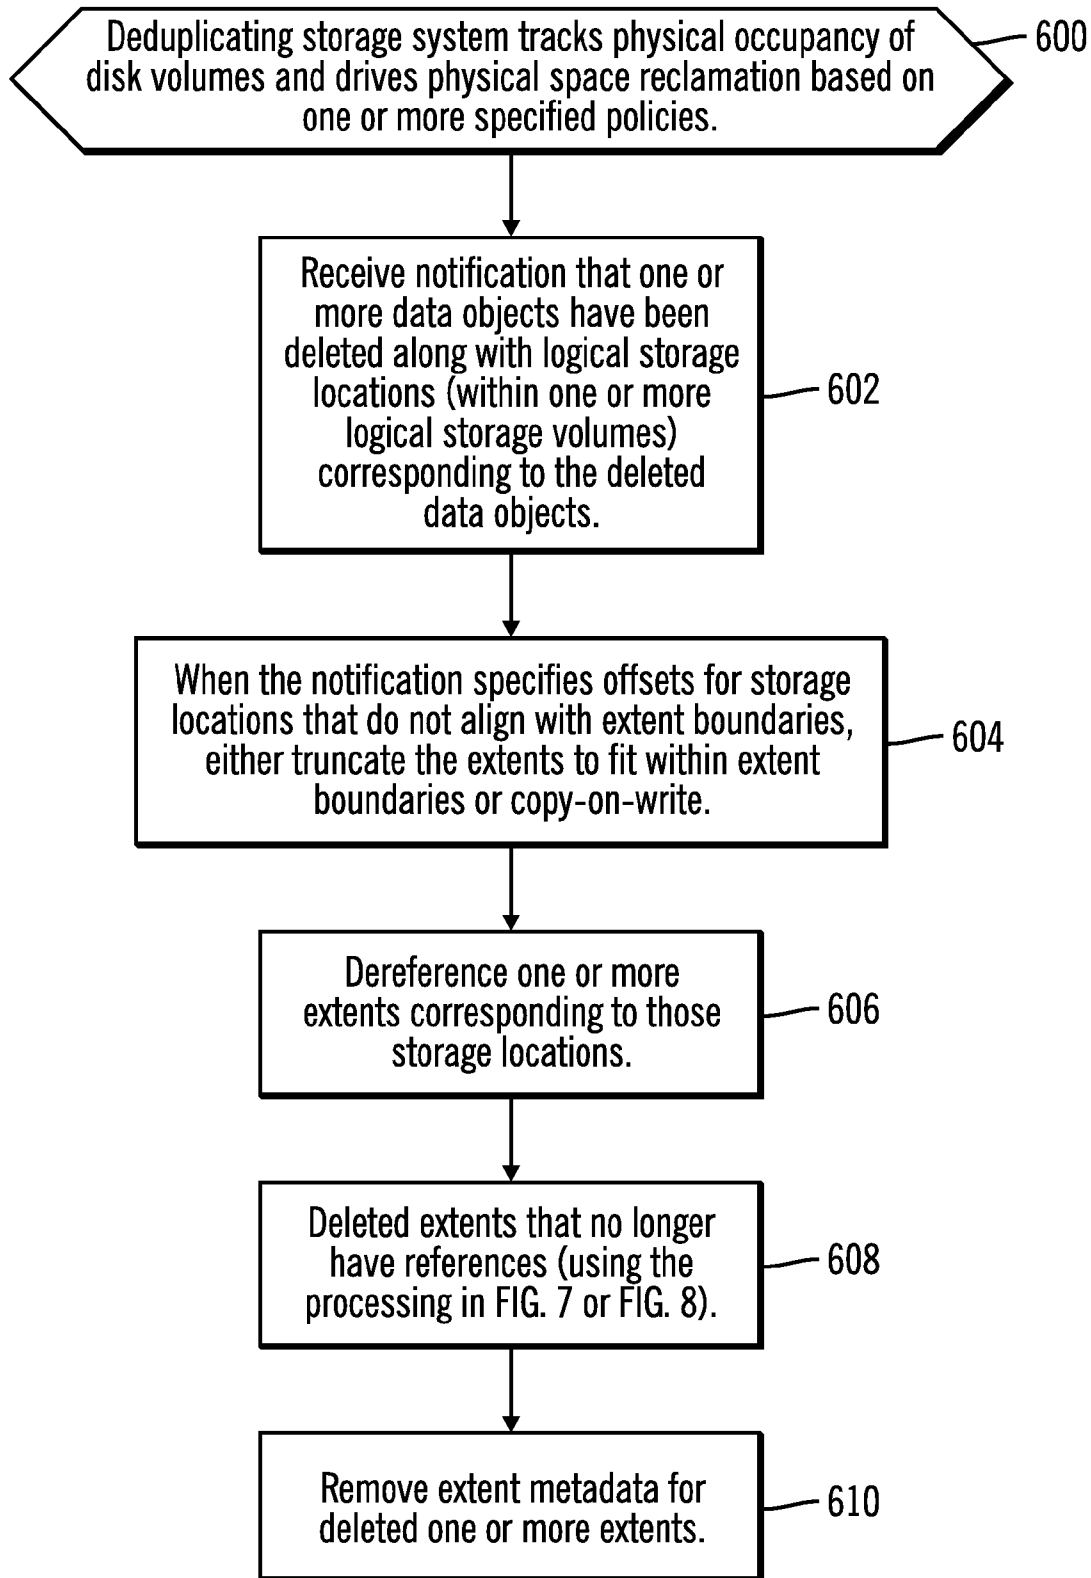 Deduplicating storage system tracks physical occupancy of
disk volumes and drives physical space reclamation based on
one or more specified policies.
600
Receive notification that one or
more data objects have been
deleted along with logical storage
locations (within one or more
logical storage volumes)
corresponding to the deleted
data objects.
602
When the notification specifies offsets for storage
locations that do not align with extent boundaries,
either truncate the extents to fit within extent
boundaries or copy-on-write.
604
Dereference one or more
extents corresponding to those
storage locations.
606
Deleted extents that no longer
have references (using the
processing in FIG. 7 or FIG. 8).
608
Remove extent metadata for
deleted one or more extents.
610